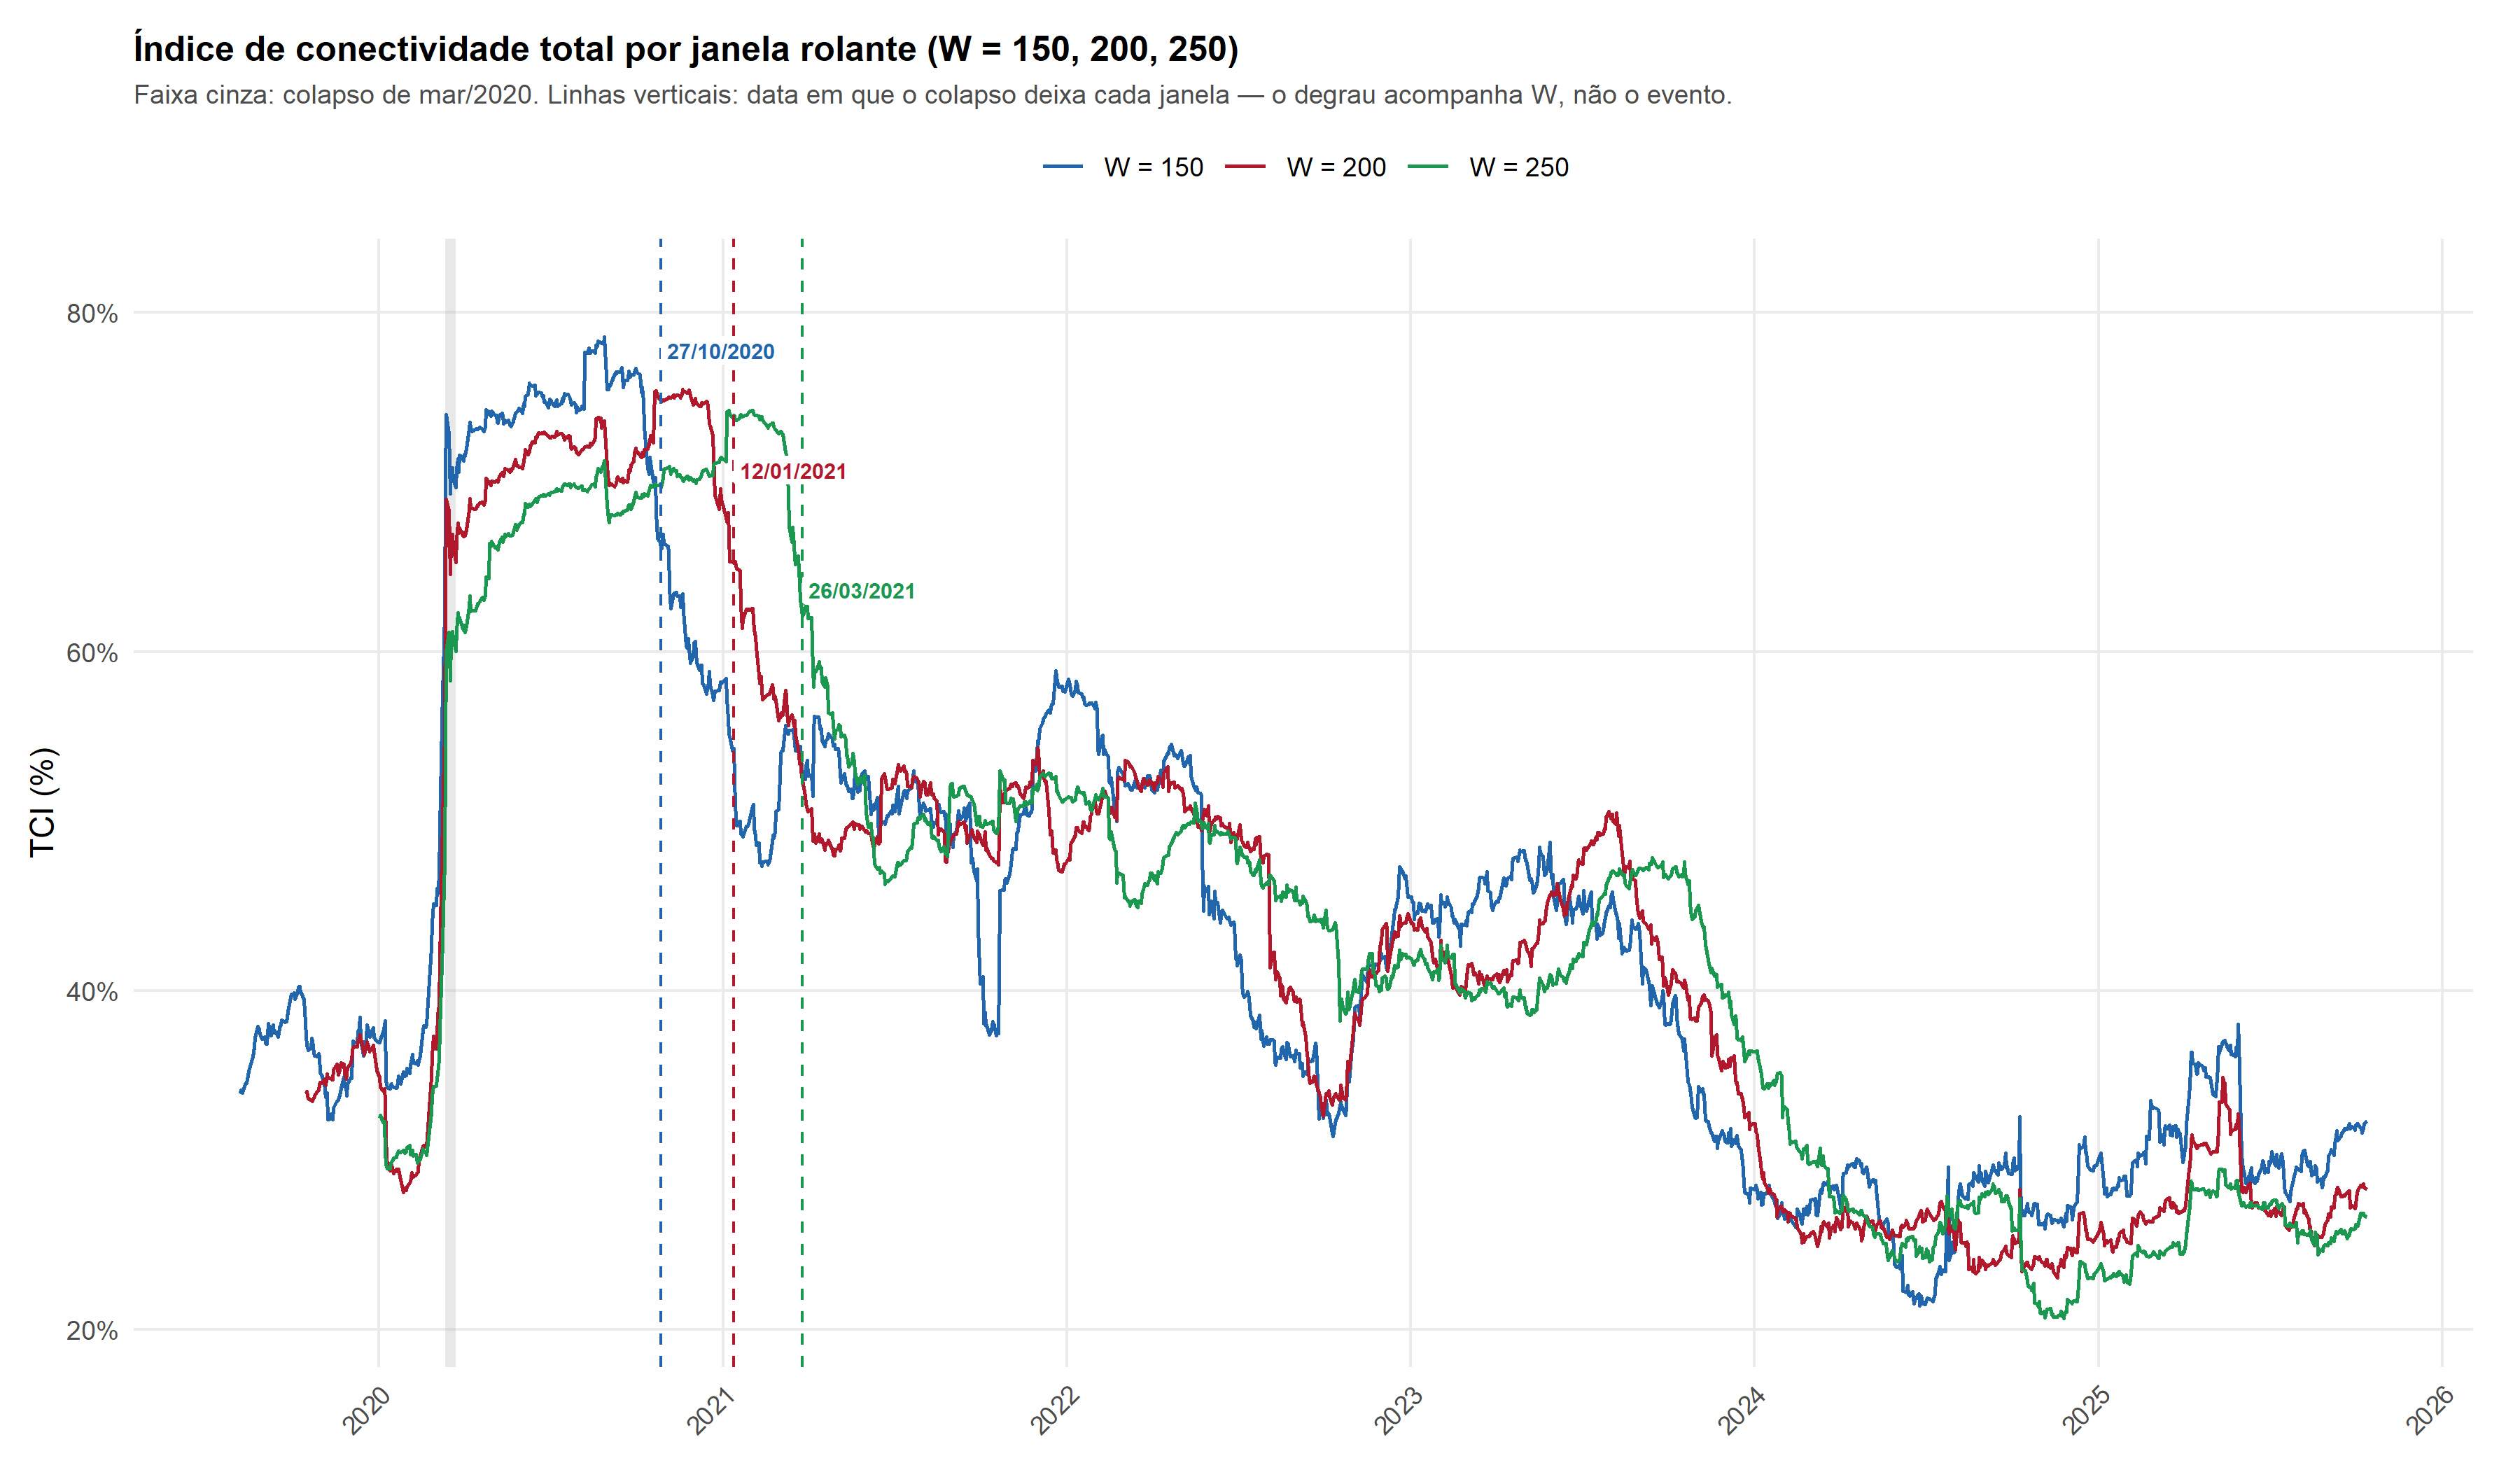 Índice de conectividade total por janela rolante (W = 150, 200, 250)
Faixa cinza: colapso de mar/2020. Linhas verticais: data em que o colapso deixa cada janela — o degrau acompanha W, não o evento.
W = 150 W = 200 W = 250
80%
27/10/2020
12/01/2021
26/03/2021
60%
TCI (%)
40%
20%
2020 2021 2022 2023 2024 2025 2026